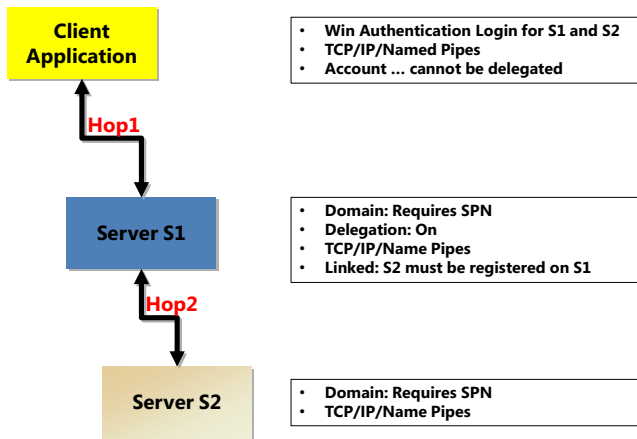 Client
Application
• Win Authentication Login for S1 and S2
• TCP/IP/Named Pipes
• Account ... cannot be delegated
Hop1
Server S1
• Domain: Requires SPN
• Delegation: On
• TCP/IP/Name Pipes
• Linked: S2 must be registered on S1
Hop2
Server S2
• Domain: Requires SPN
• TCP/IP/Name Pipes